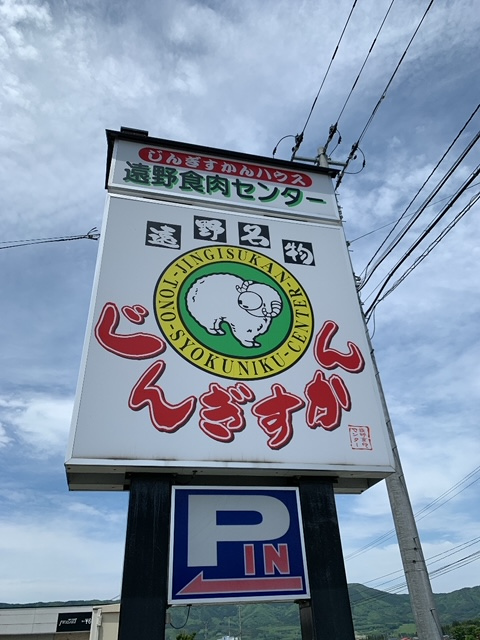 じんぎすかんハウス
遠野食肉センター
遠野名物
JINGISUKAN
TONO-SYOKUNIKU-CENTER
じんぎすかん
P
IN